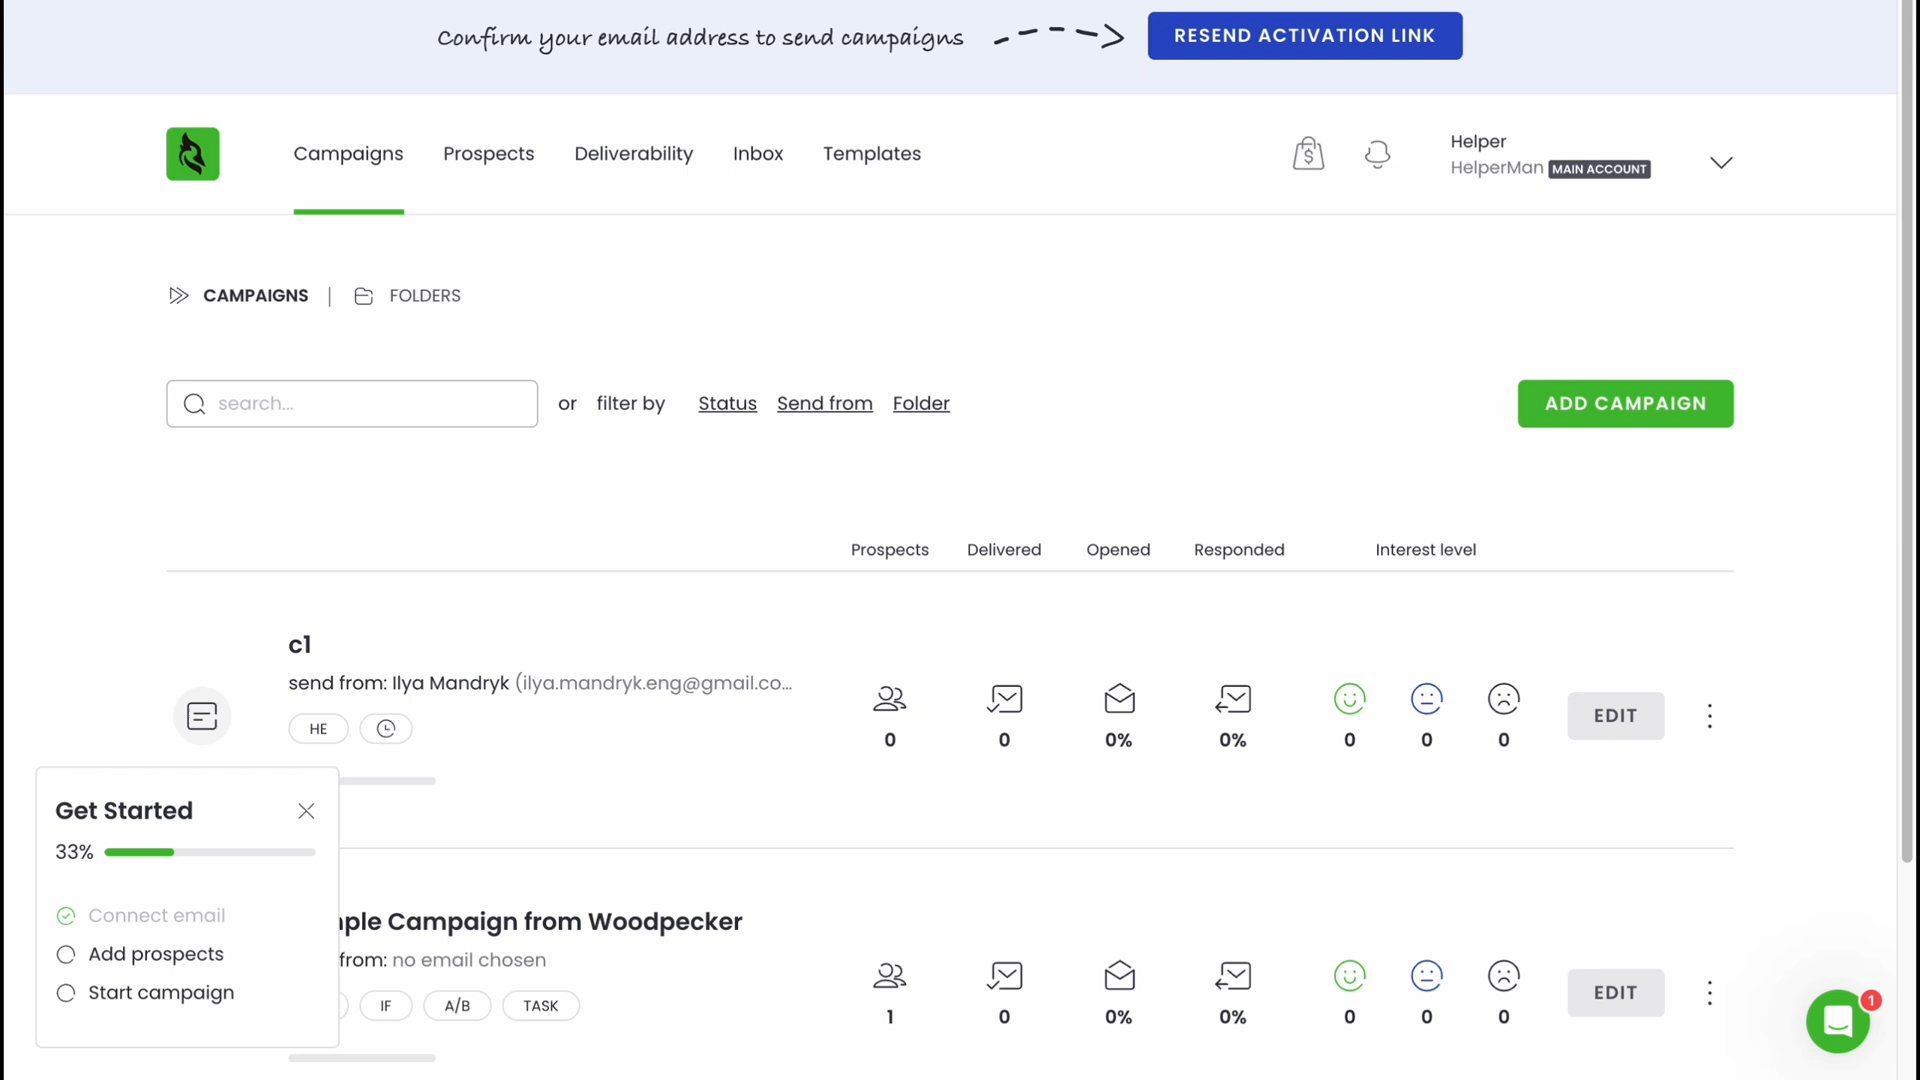 Confirm your email address to send campaigns
RESEND ACTIVATION LINK
Campaigns
Prospects
Deliverability
Inbox
Templates
Helper
HelperMan MAIN ACCOUNT
CAMPAIGNS | FOLDERS
search...
or filter by Status Send from Folder
ADD CAMPAIGN
Prospects Delivered Opened Responded Interest level
c1
send from: Ilya Mandryk (ilya.mandryk.eng@gmail.co...
HE
0 0 0% 0% 0 0 0
EDIT
Get Started
33%
Connect email
Add prospects
Start campaign
ple Campaign from Woodpecker
from: no email chosen
IF A/B TASK
1 0 0% 0% 0 0 0
EDIT
1